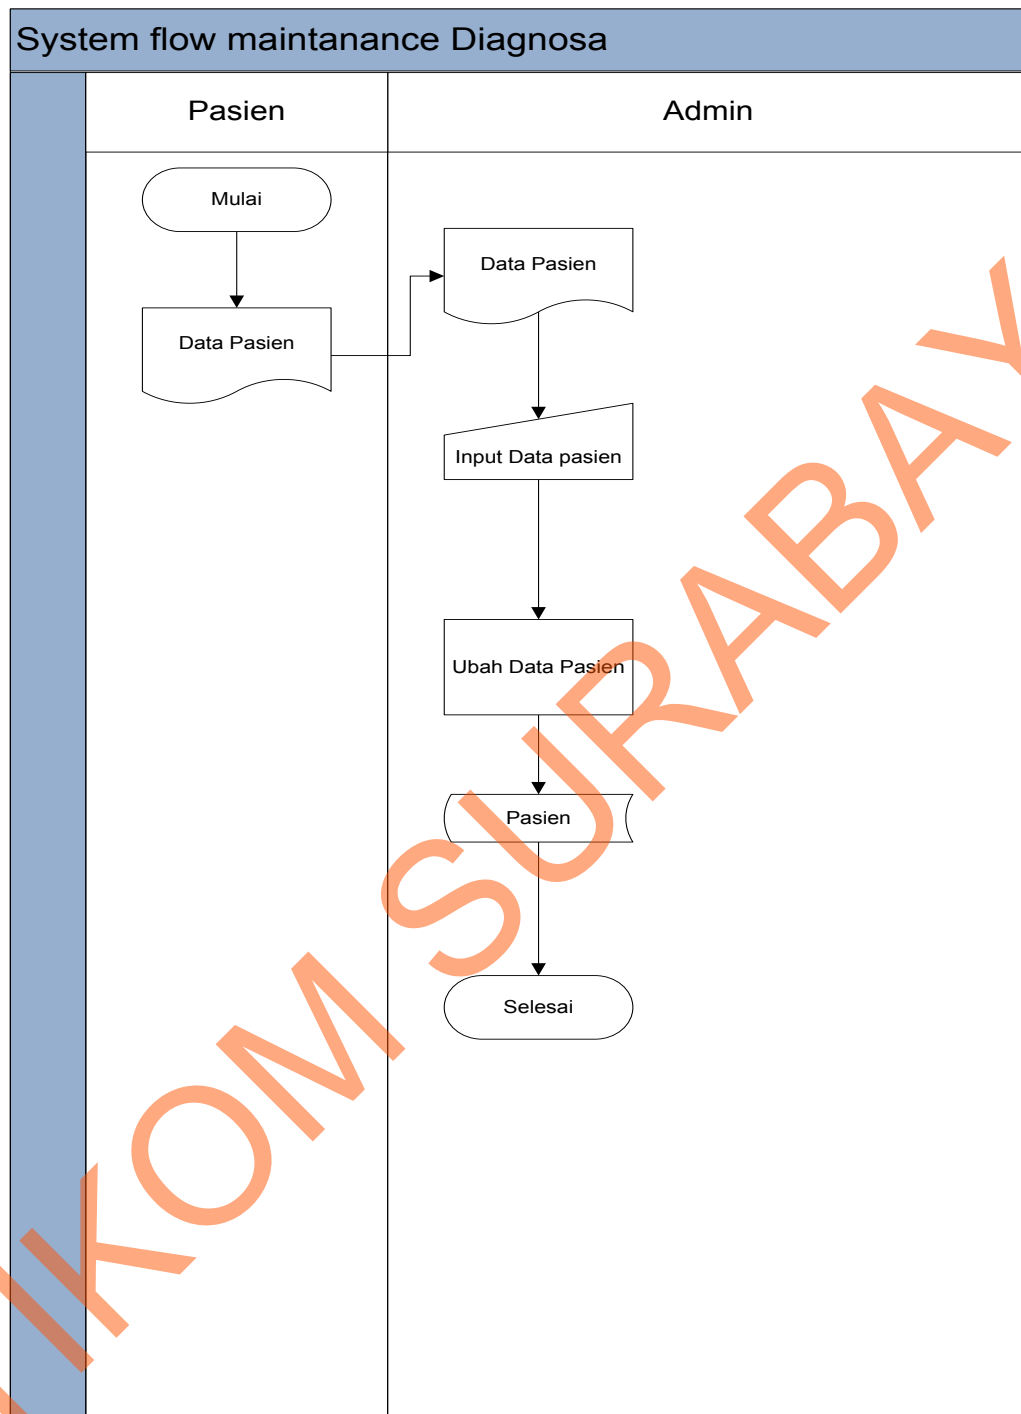 System flow maintanance Diagnosa
Pasien
Admin
Mulai
Data Pasien
Data Pasien
Input Data pasien
Ubah Data Pasien
Pasien
Selesai
IKOM SURABAY